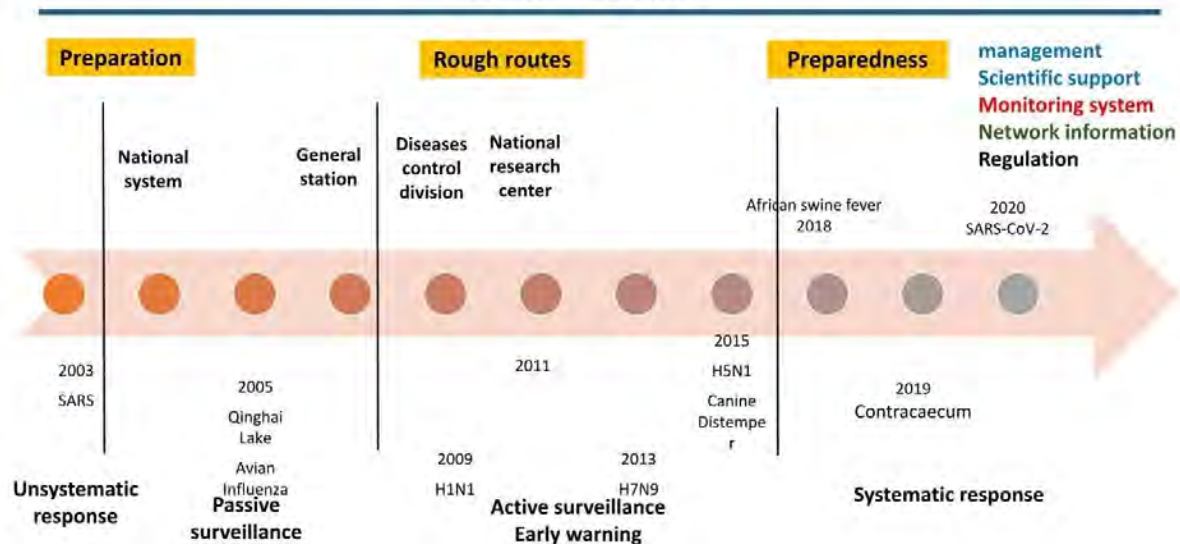 Preparation
Rough routes
Preparedness
management
Scientific support
Monitoring system
Network information
Regulation
National
system
General
station
Diseases
control
division
National
research
center
African swine fever
2018
2020
SARS-CoV-2
2003
SARS
2005
Qinghai
Lake
Avian
Influenza
2009
H1N1
2011
2013
H7N9
2015
H5N1
Canine
Distempe
r
2019
Contracaecum
Unsystematic
response
Passive
surveillance
Active surveillance
Early warning
Systematic response